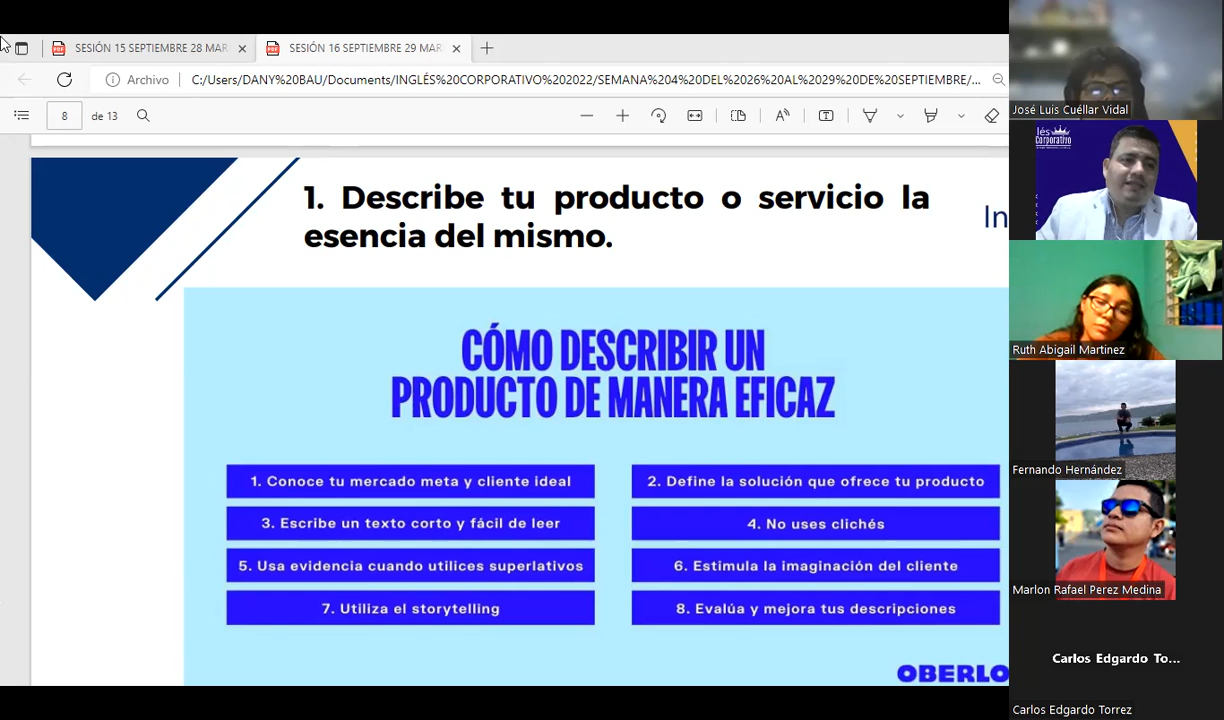 SESIÓN 15 SEPTIEMBRE 28 MAR
SESIÓN 16 SEPTIEMBRE 29 MAR
Archivo
C:/Users/DANY%20BAU/Documents/INGLÉS%20CORPORATIVO%202022/SEMANA%204%20DEL%2026%20AL%2029%20DE%20SEPTIEMBRE/...
8 de 13
1. Describe tu producto o servicio la
esencia del mismo.
In
CÓMO DESCRIBIR UN
PRODUCTO DE MANERA EFICAZ
1. Conoce tu mercado meta y cliente ideal
2. Define la solución que ofrece tu producto
3. Escribe un texto corto y fácil de leer
4. No uses clichés
5. Usa evidencia cuando utilices superlativos
6. Estimula la imaginación del cliente
7. Utiliza el storytelling
8. Evalúa y mejora tus descripciones
OBERLO
José Luis Cuéllar Vidal
lés
Corporativo
Ruth Abigail Martinez
Fernando Hernández
Marlon Rafael Perez Medina
Carlos Edgardo To...
Carlos Edgardo Torrez